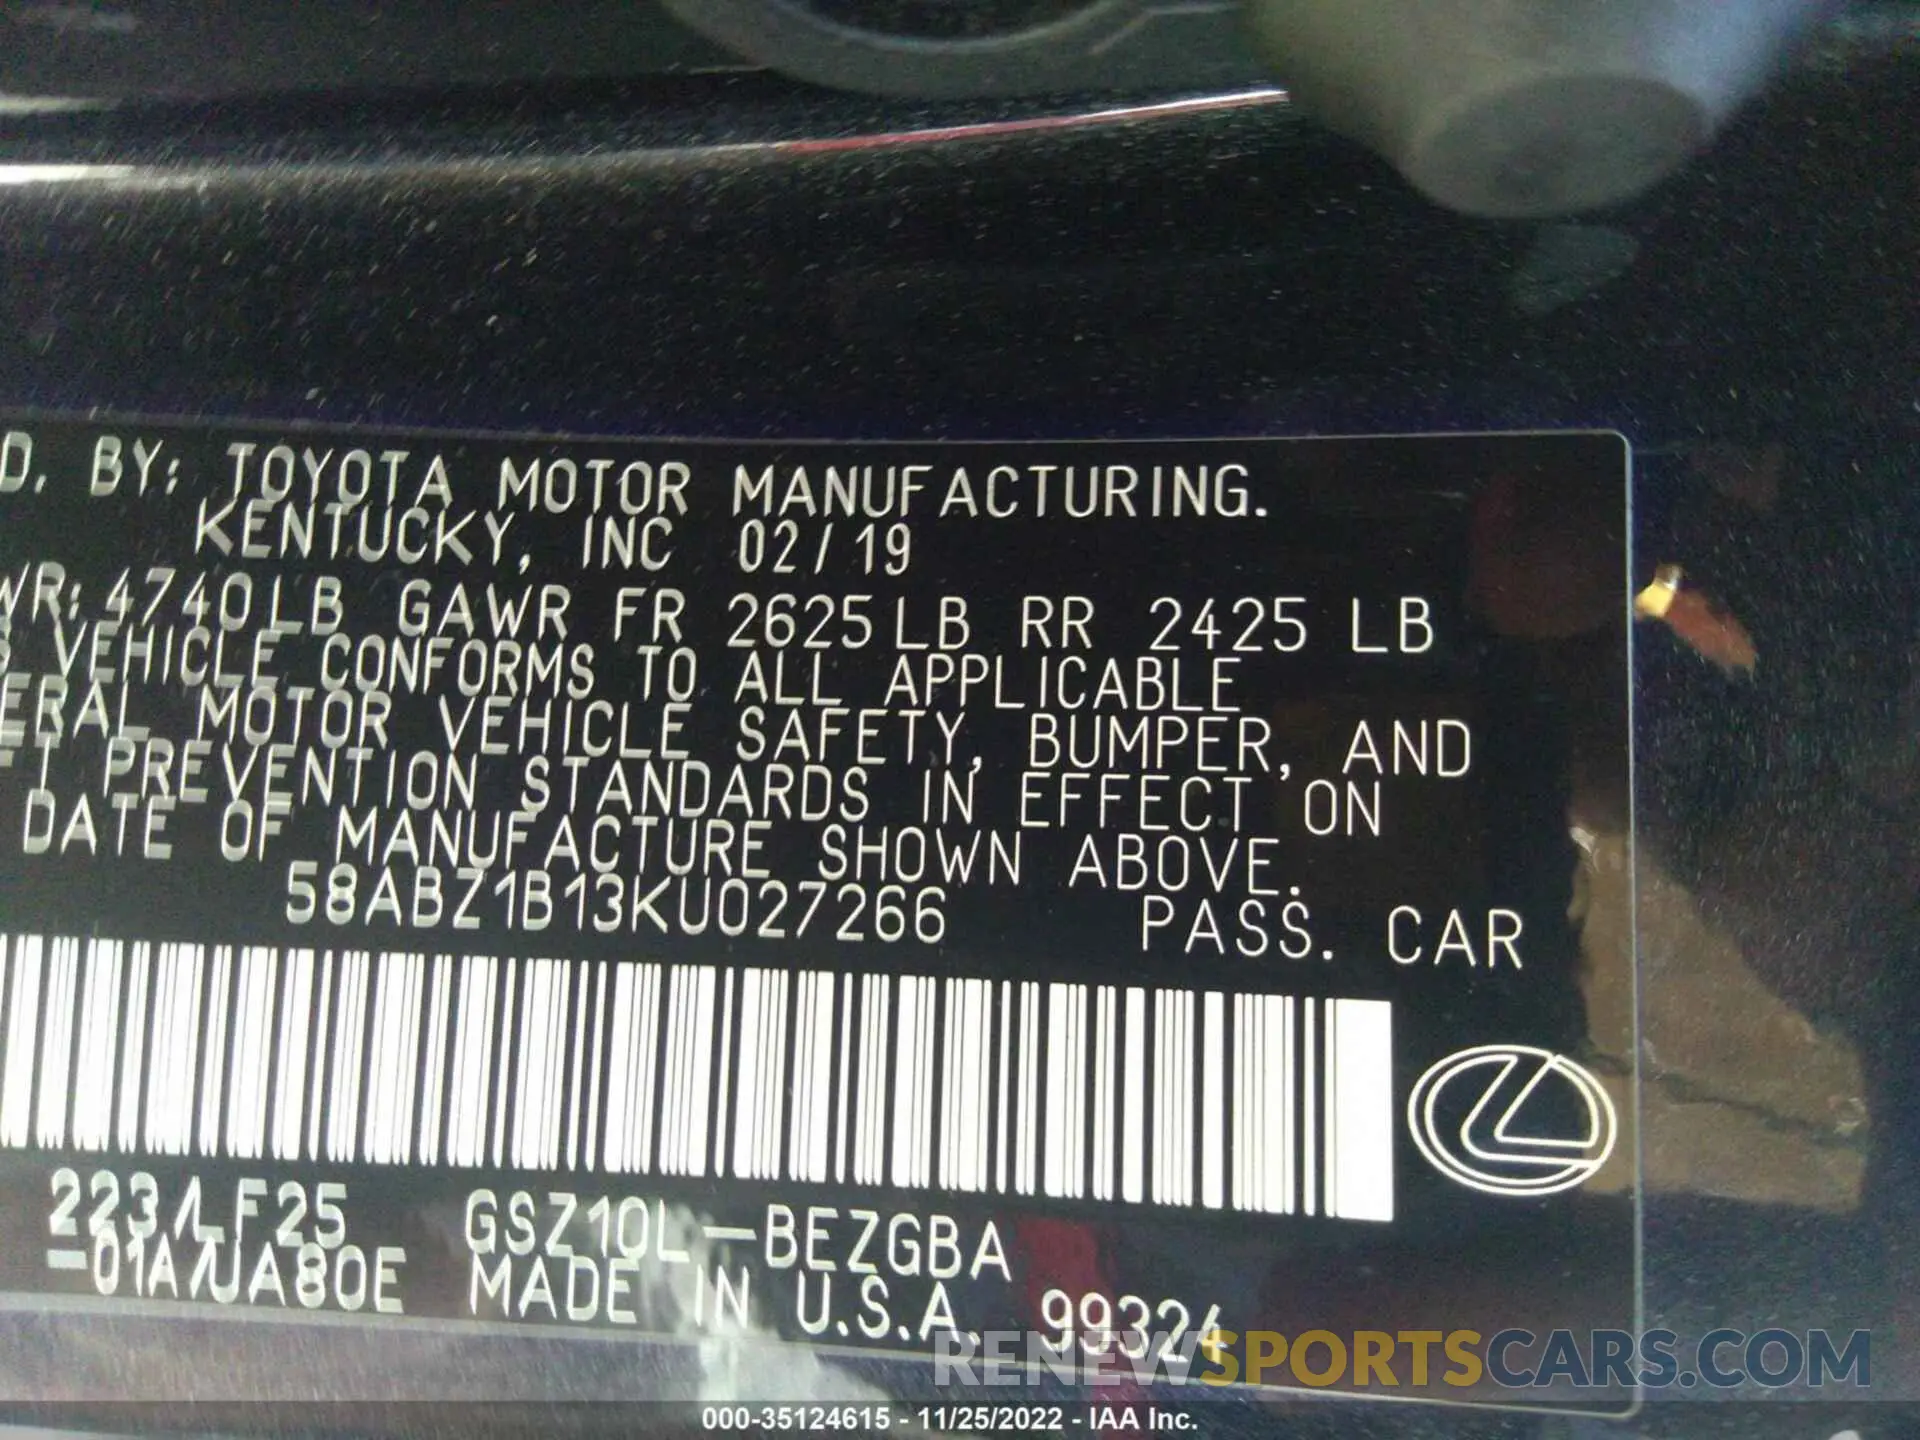 D. BY: TOYOTA MOTOR MANUFACTURING.
KENTUCKY, INC 02/19
WR: 4740LB GAWR FR 2625LB RR 2425 LB
VEHICLE CONFORMS TO ALL APPLICABLE
ERAL MOTOR VEHICLE SAFETY, BUMPER, AND
PREVENTION STANDARDS IN EFFECT ON
DATE OF MANUFACTURE SHOWN ABOVE.
58ABZ1B13KU027266 PASS. CAR
223/LF25 GSZ10L-BEZGBA
-01A/UA80E MADE IN U.S.A. 99324
RENEWSPORTSCARS.COM
000-35124615 - 11/25/2022 - IAA Inc.